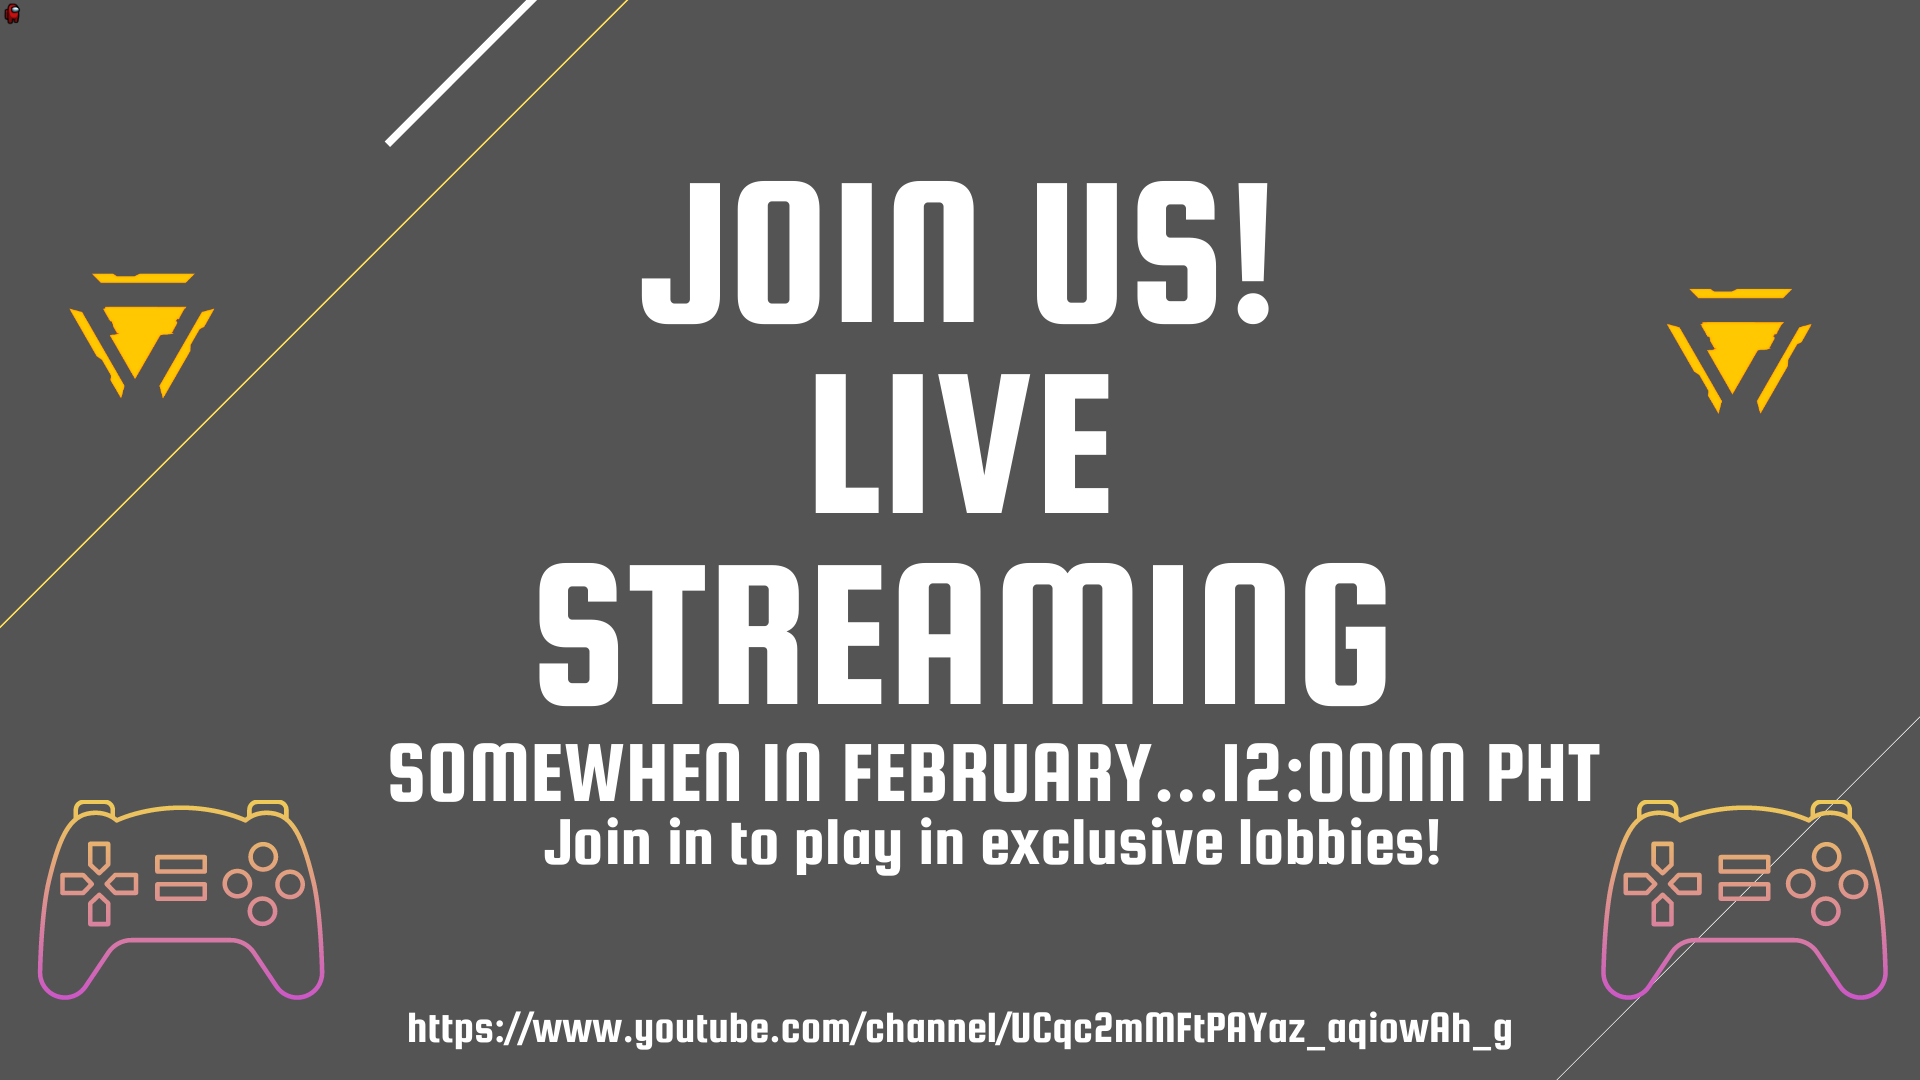 JOIN US!
LIVE
STREAMING
SOMEWHEN IN FEBRUARY...12:00NN PHT
Join in to play in exclusive lobbies!
https://www.youtube.com/channel/UCqc2mMFtPAYaz_aqiowAh_g